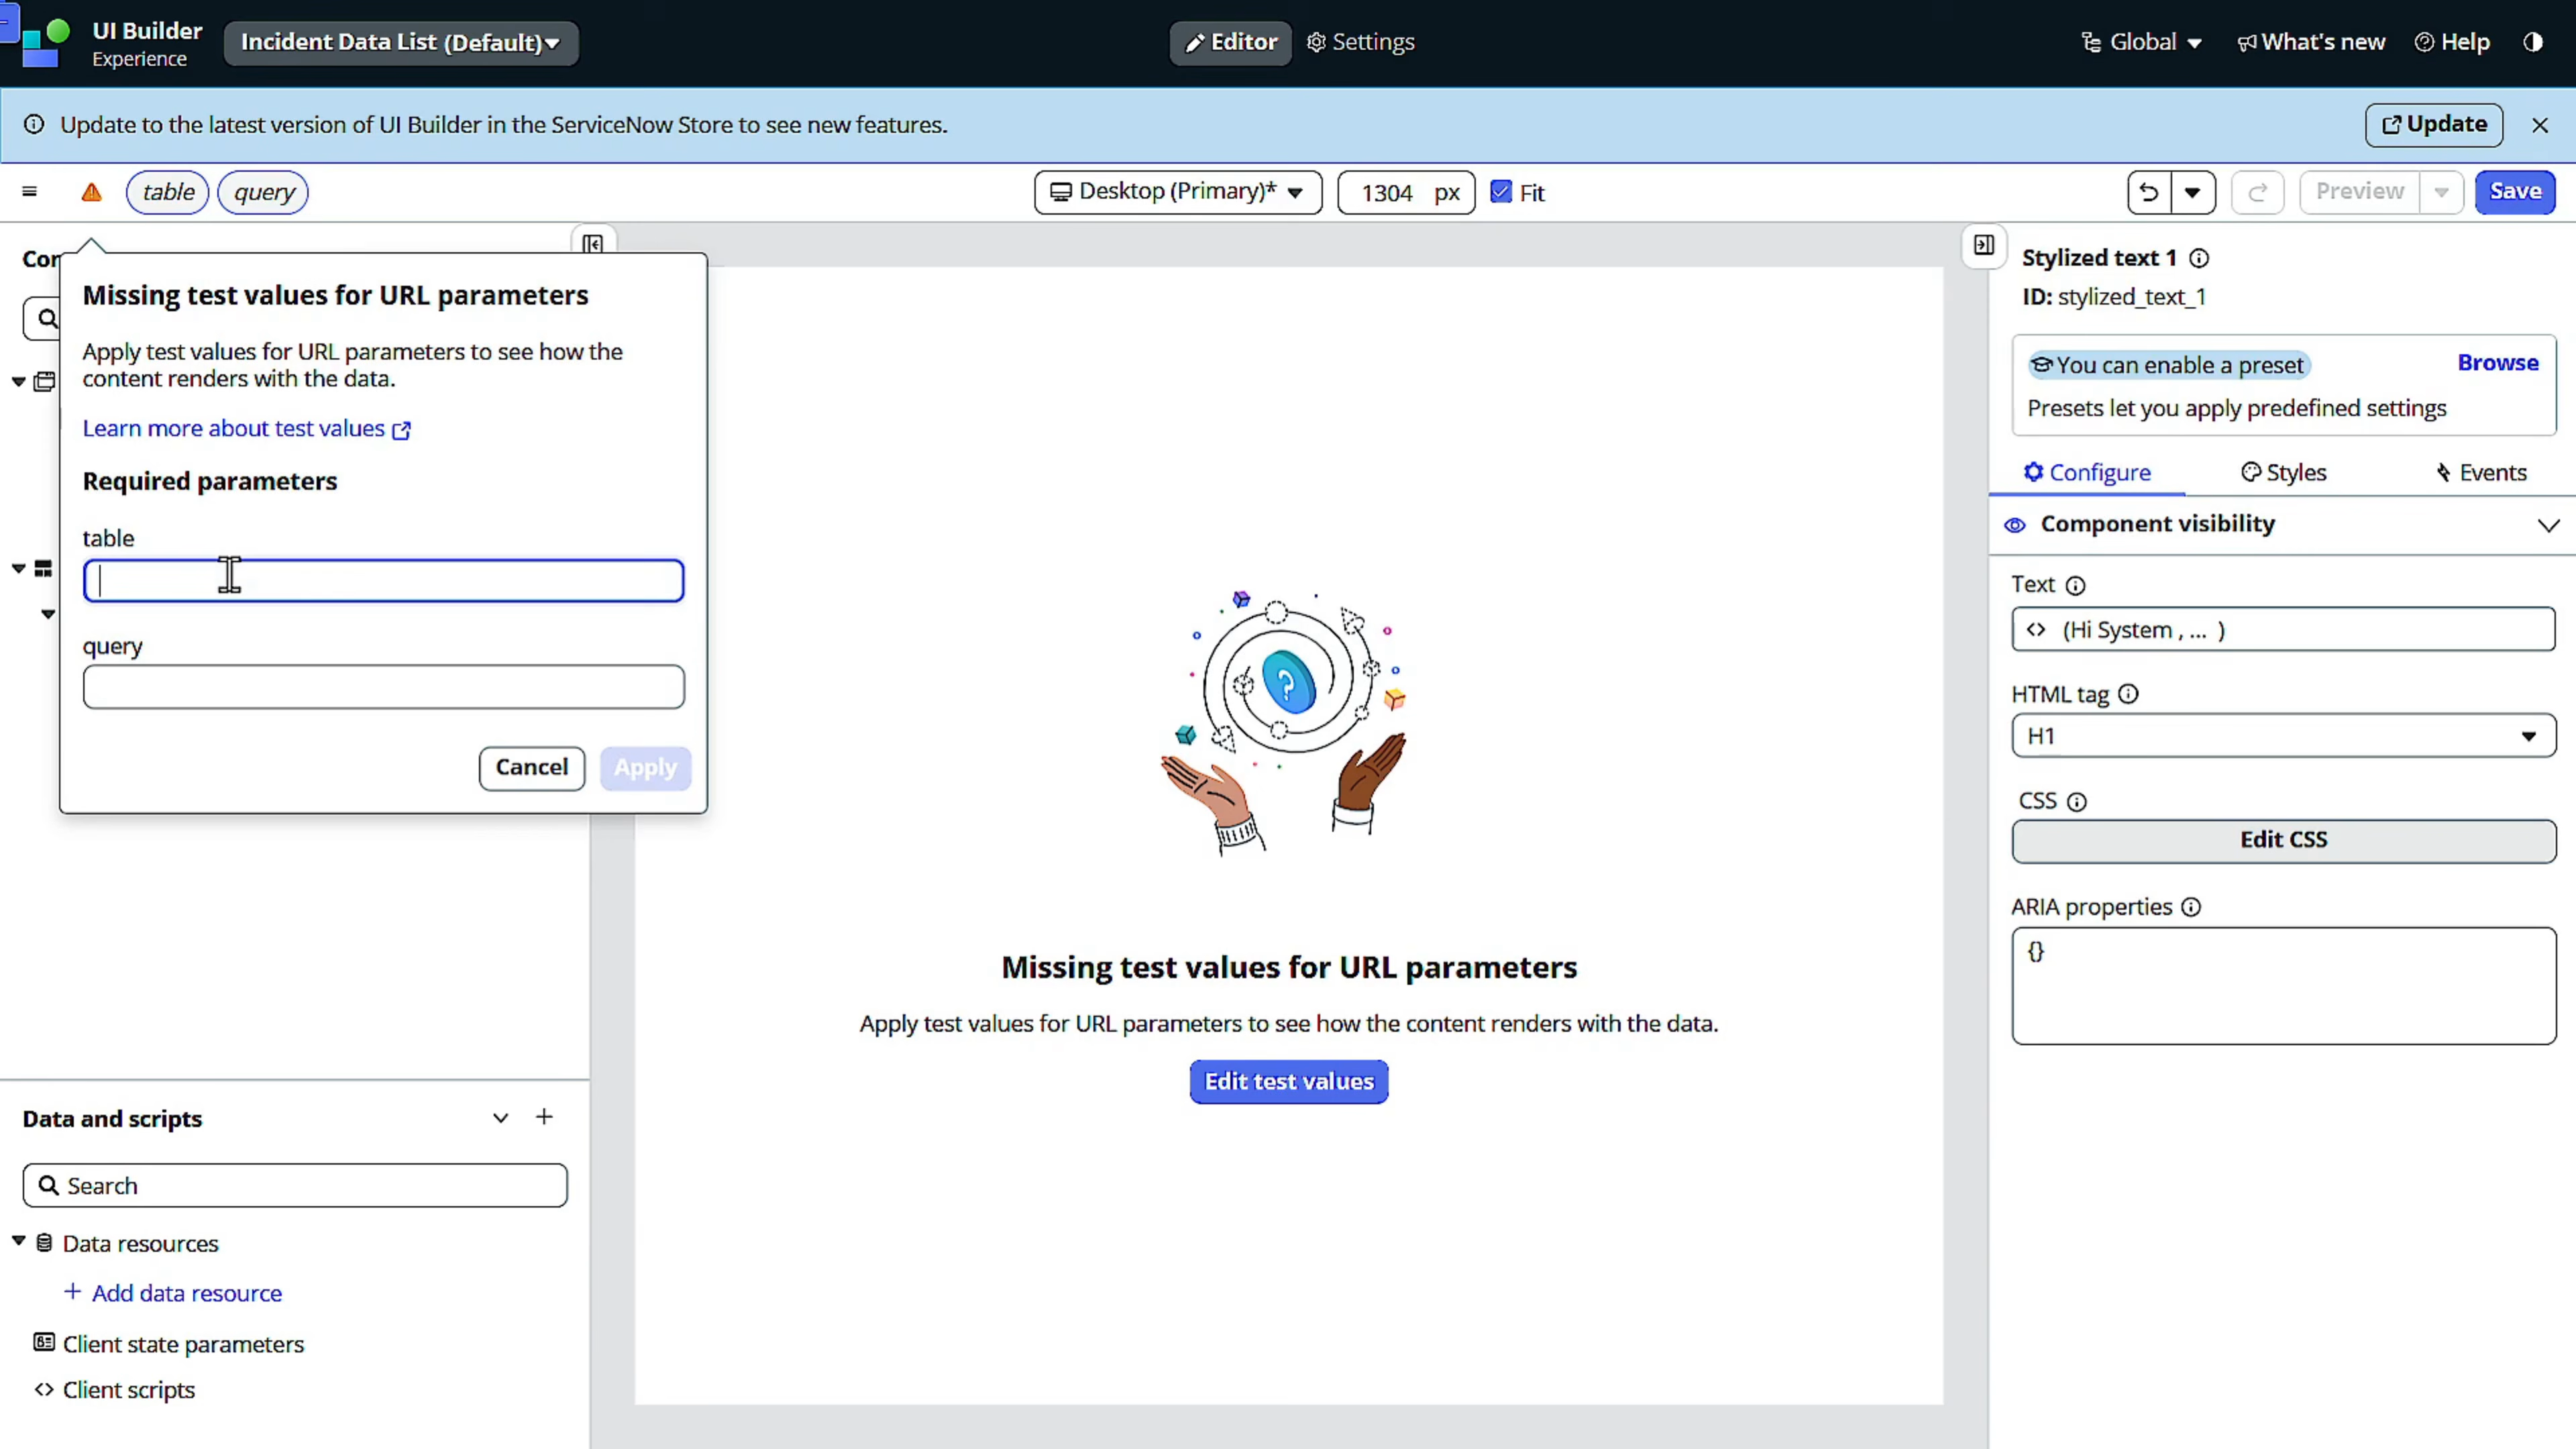 UI Builder
Experience
Incident Data List (Default)
Editor
Settings
Global
What's new
Help
Update to the latest version of UI Builder in the ServiceNow Store to see new features.
Update
table
query
Desktop (Primary)*
1304 px
Fit
Preview
Save
Missing test values for URL parameters
Apply test values for URL parameters to see how the
content renders with the data.
Learn more about test values
Required parameters
table
query
Cancel
Apply
Missing test values for URL parameters
Apply test values for URL parameters to see how the content renders with the data.
Edit test values
Data and scripts
Search
Data resources
+ Add data resource
Client state parameters
Client scripts
Stylized text 1
ID: stylized_text_1
You can enable a preset
Browse
Presets let you apply predefined settings
Configure
Styles
Events
Component visibility
Text
(Hi System , ... )
HTML tag
H1
CSS
Edit CSS
ARIA properties
{}